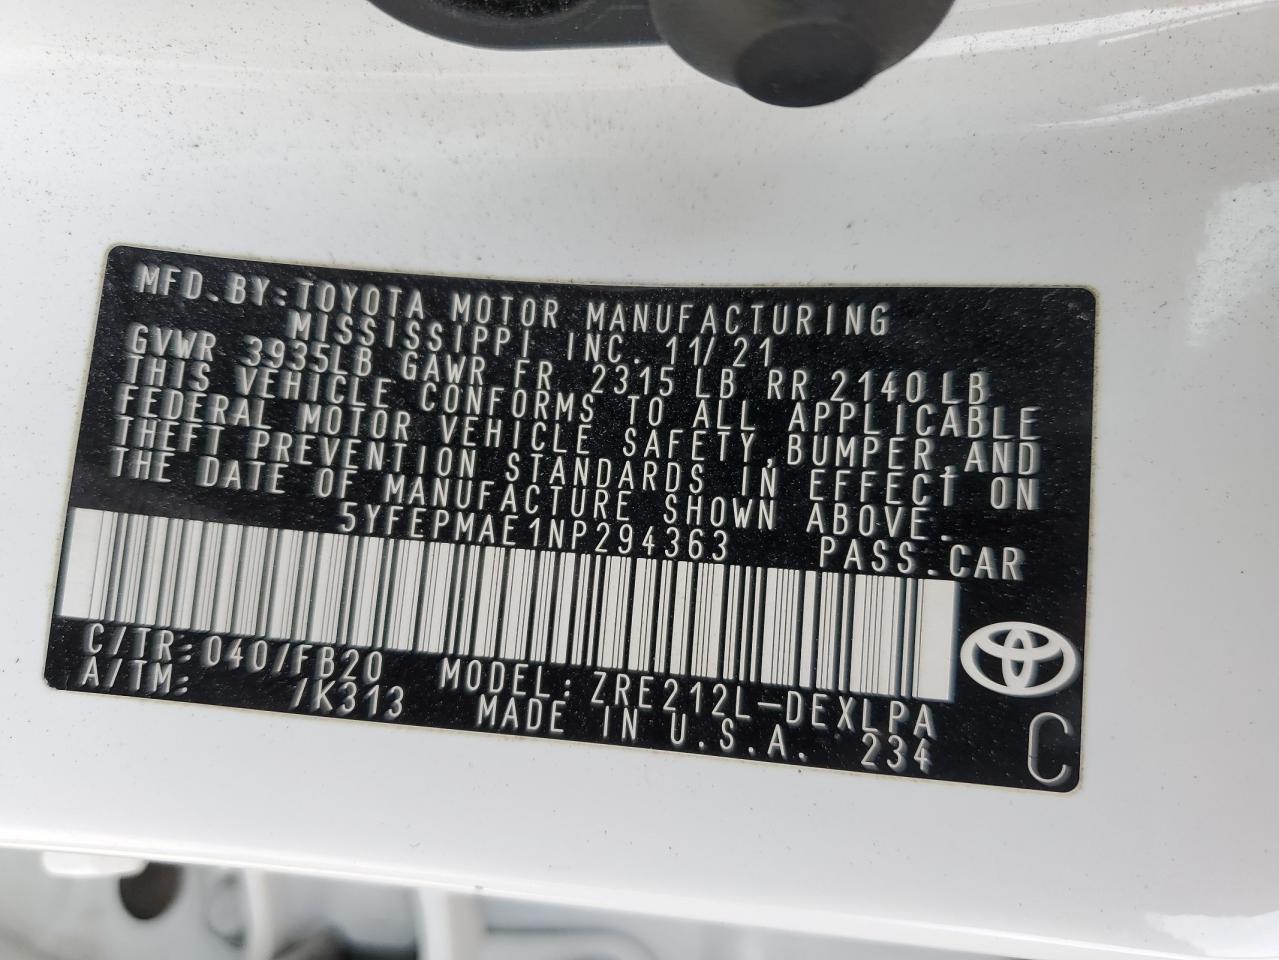 MFD.BY:TOYOTA MOTOR MANUFACTURING
MISSISSIPPI INC. 11/21
GVWR 3935LB GAWR FR 2315 LB RR 2140 LB
THIS VEHICLE CONFORMS TO ALL APPLICABLE
FEDERAL MOTOR VEHICLE SAFETY,BUMPER,AND
THEFT PREVENTION STANDARDS IN EFFECT ON
THE DATE OF MANUFACTURE SHOWN ABOVE.
5YFEPMAE1NP294363 PASS.CAR
C/TR:040/FB20 MODEL:ZRE212L-DEXLPA
A/TM: /K313 MADE IN U.S.A. 234
C